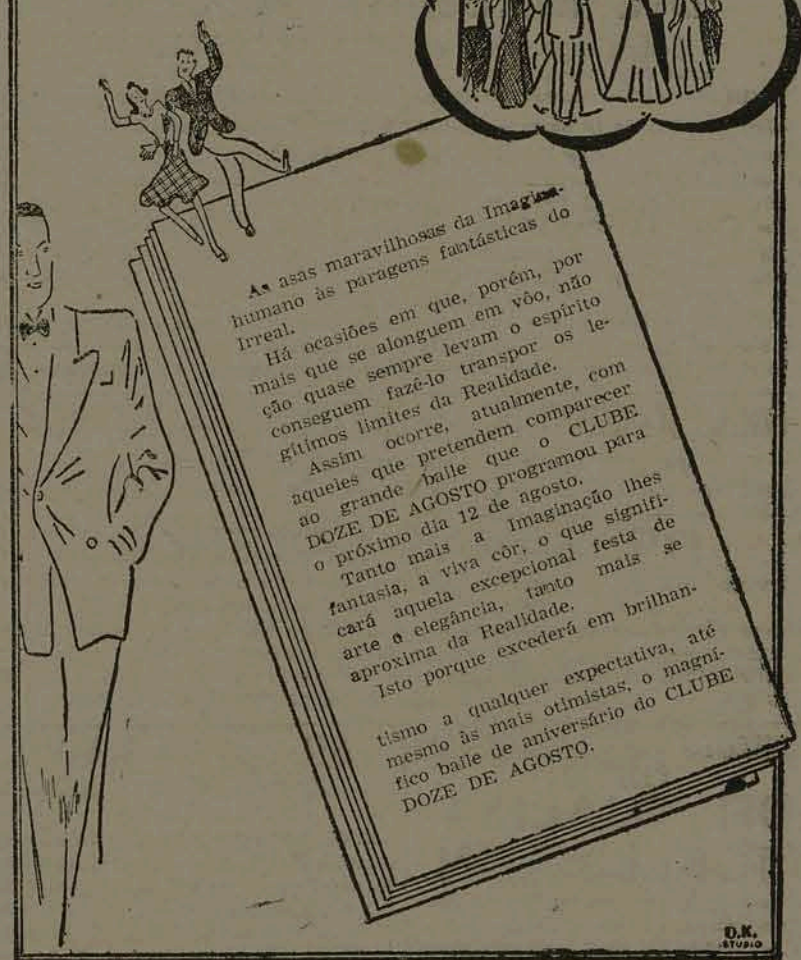 As asas maravilhosas da Imagina-
humano às paragens fantásticas do
Irreal.
Há ocasiões em que, porém, por
mais que se alonguem em vôo, não
ção quase sempre levam o espírito
conseguem fazê-lo transpor os le-
gítimos limites da Realidade.
Assim ocorre, atualmente, com
aqueles que pretendem comparecer
ao grande baile que o CLUBE
DOZE DE AGOSTO programou para
o próximo dia 12 de agosto.
Tanto mais a Imaginação lhes
fantasia, a viva côr, o que signifi-
cará aquela excepcional festa de
arte e elegância, tanto mais se
aproxima da Realidade.
Isto porque excederá em brilhan-
tismo a qualquer expectativa, até
mesmo às mais otimistas, o magní-
fico baile de aniversário do CLUBE
DOZE DE AGOSTO.
O.K.
STUDIO